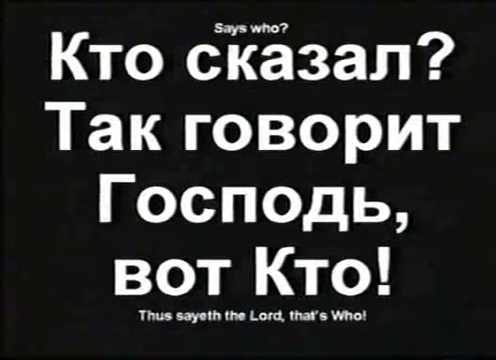 Says who?
Кто сказал?
Так говорит
Господь,
вот Кто!
Thus sayeth the Lord, that's Who!